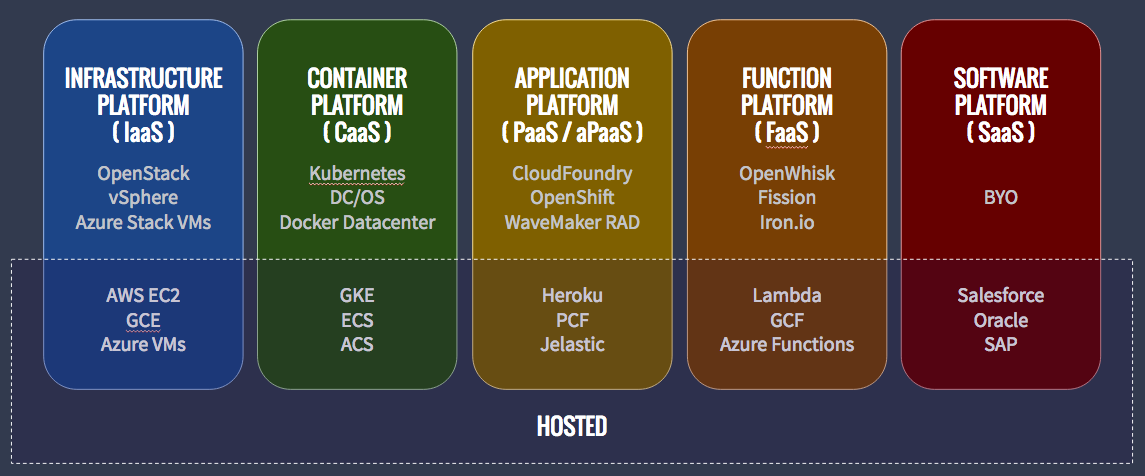 INFRASTRUCTURE
PLATFORM
( IaaS )
OpenStack
vSphere
Azure Stack VMs
AWS EC2
GCE
Azure VMs
CONTAINER
PLATFORM
( CaaS )
Kubernetes
DC/OS
Docker Datacenter
GKE
ECS
ACS
APPLICATION
PLATFORM
( PaaS / aPaaS )
CloudFoundry
OpenShift
WaveMaker RAD
Heroku
PCF
Jelastic
FUNCTION
PLATFORM
( FaaS )
OpenWhisk
Fission
Iron.io
Lambda
GCF
Azure Functions
SOFTWARE
PLATFORM
( SaaS )
BYO
Salesforce
Oracle
SAP
HOSTED